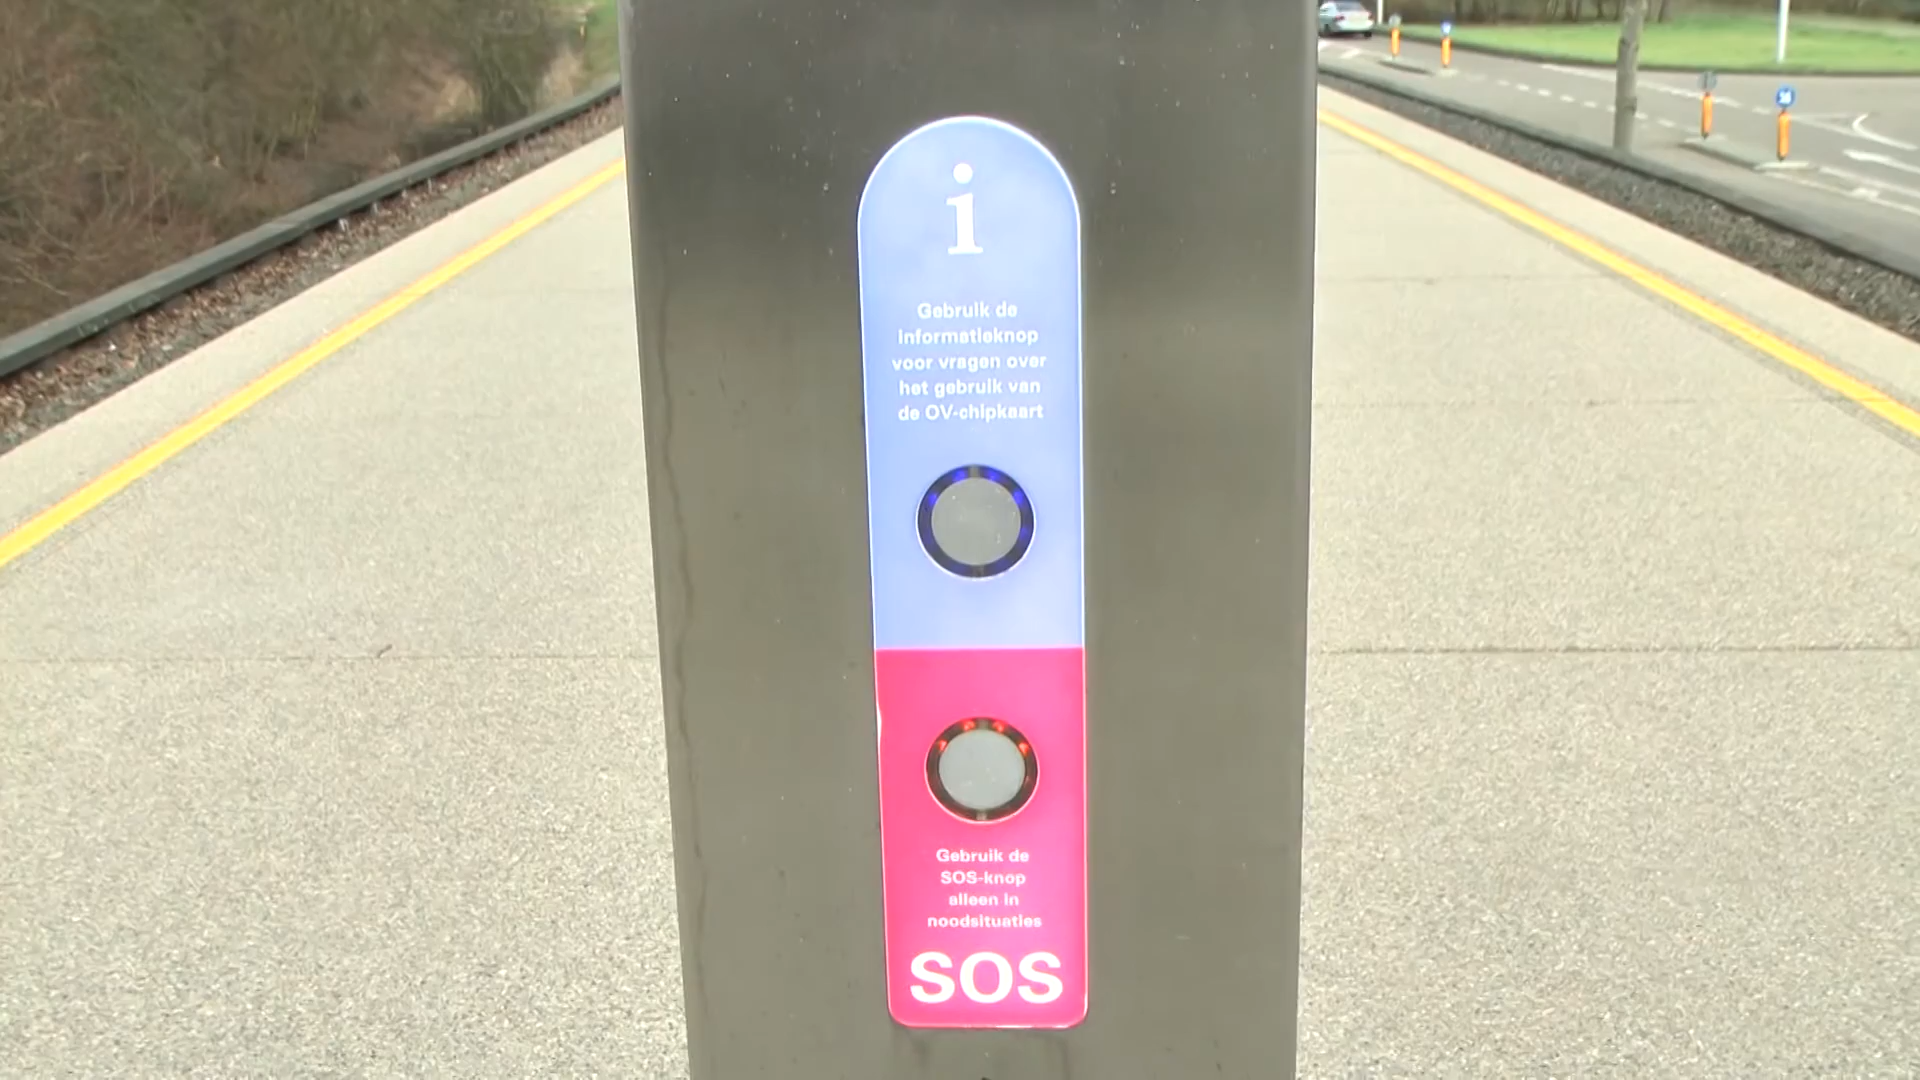 i
Gebruik de
informatieknop
voor vragen over
het gebruik van
de OV-chipkaart
Gebruik de
SOS-knop
alleen in
noodsituaties
SOS